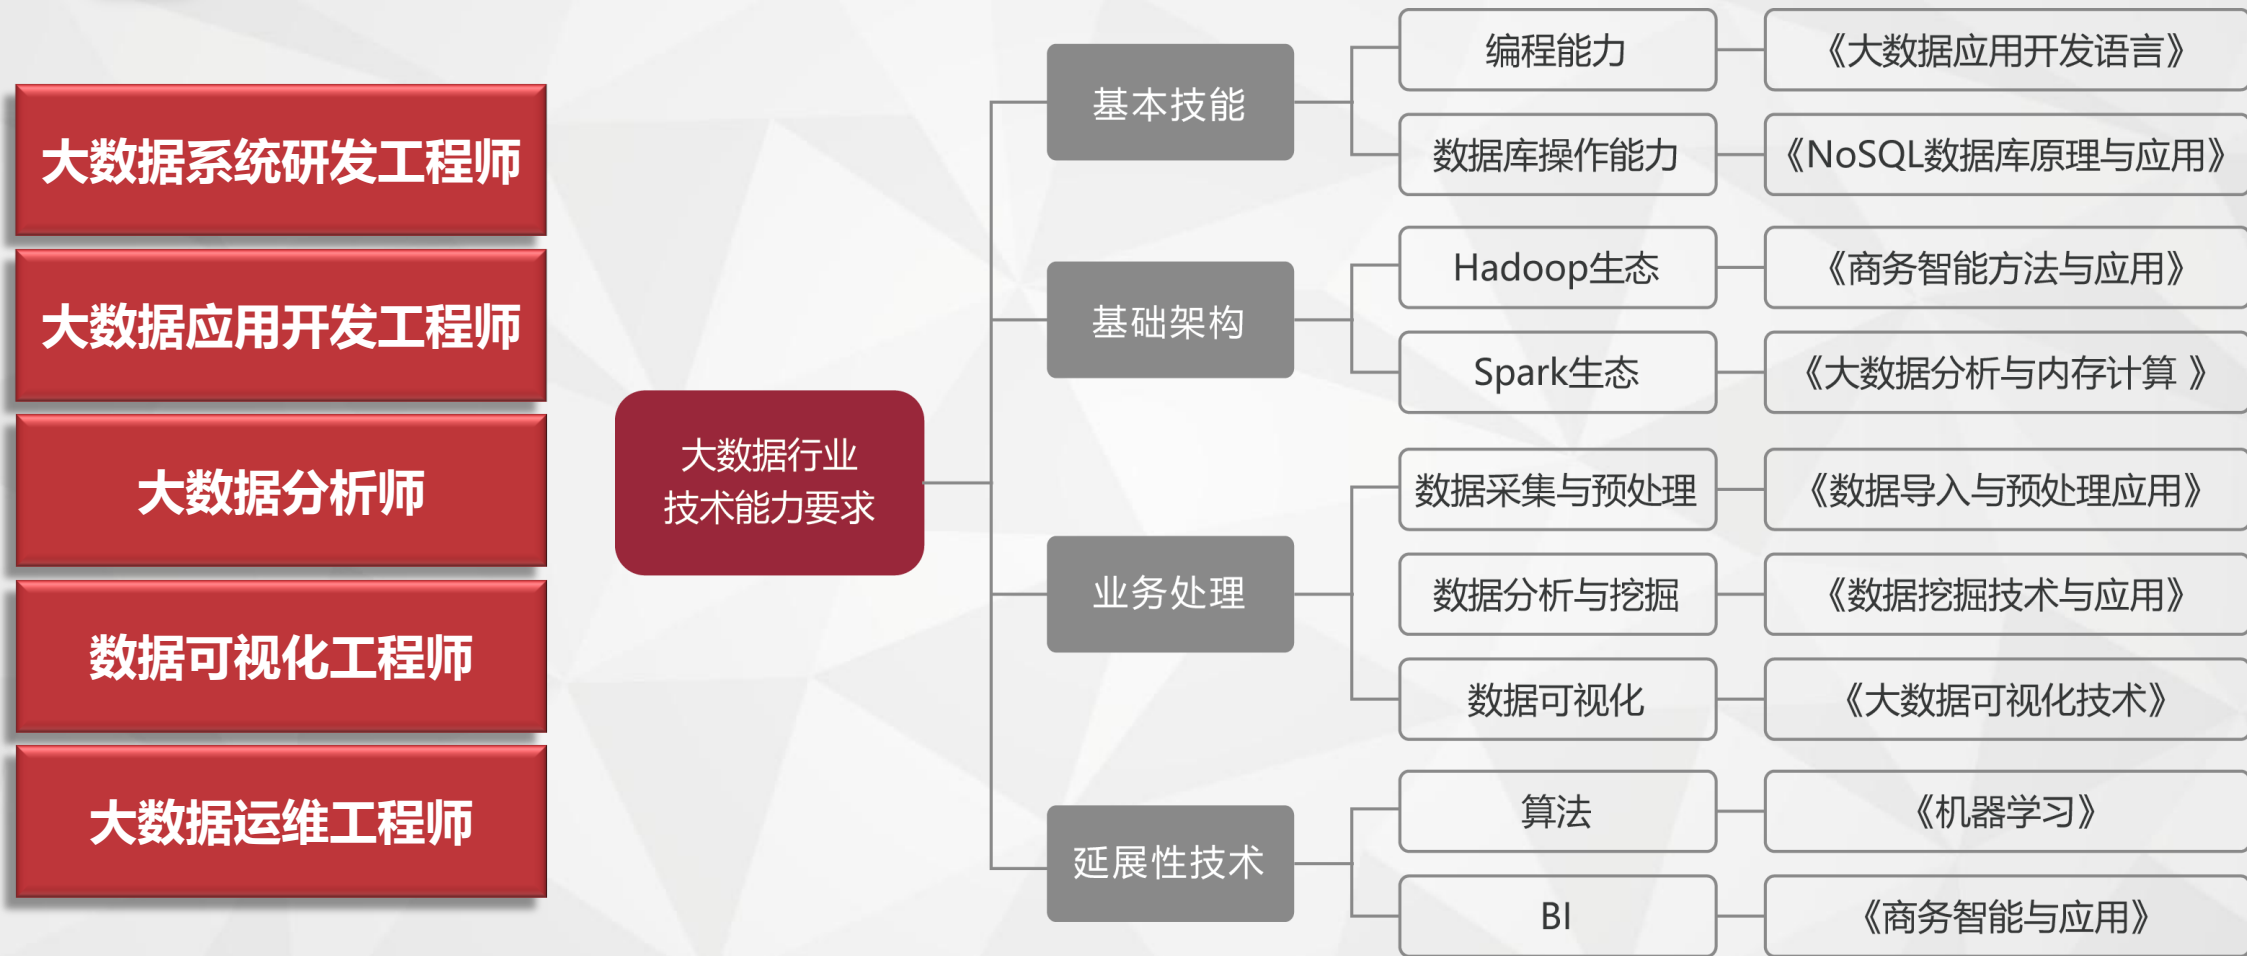 大数据系统研发工程师
大数据应用开发工程师
大数据分析师
数据可视化工程师
大数据运维工程师
大数据行业
技术能力要求
基本技能
编程能力
《大数据应用开发语言》
数据库操作能力
《NoSQL数据库原理与应用》
基础架构
Hadoop生态
《商务智能方法与应用》
Spark生态
《大数据分析与内存计算 》
业务处理
数据采集与预处理
《数据导入与预处理应用》
数据分析与挖掘
《数据挖掘技术与应用》
数据可视化
《大数据可视化技术》
延展性技术
算法
《机器学习》
BI
《商务智能与应用》